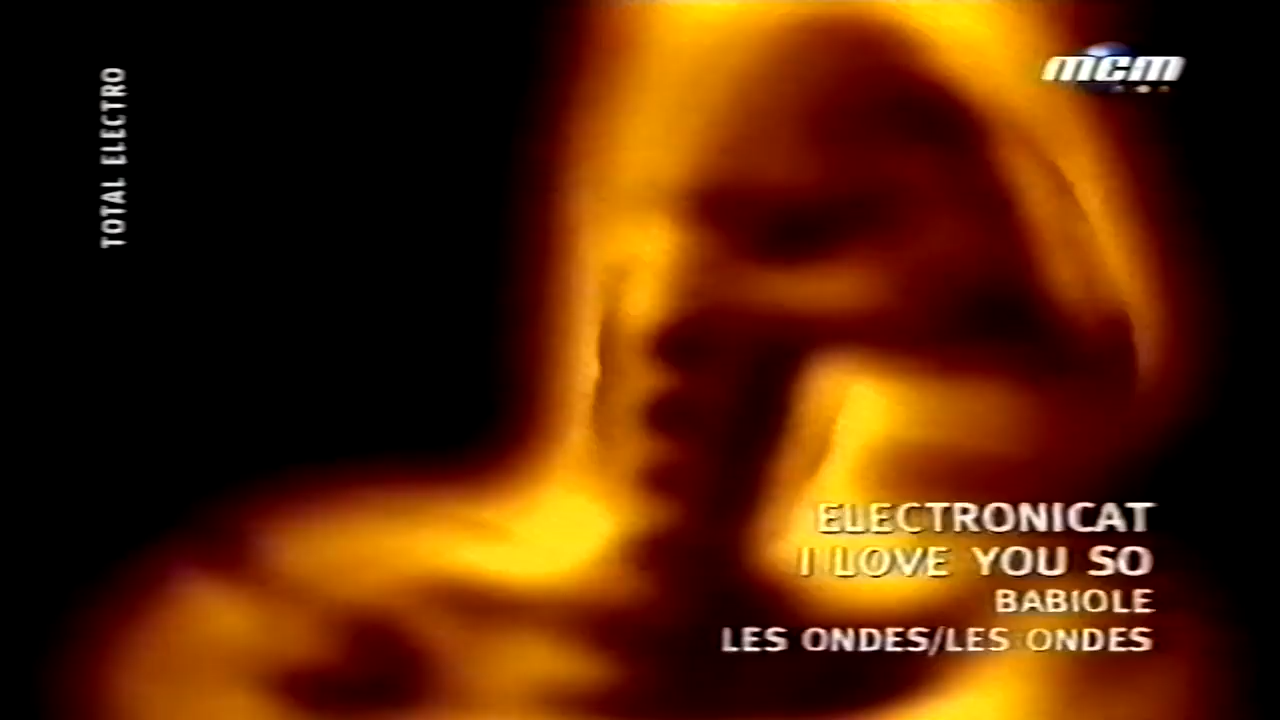 TOTAL ELECTRO
mcm
ELECTRONICAT
I LOVE YOU SO
BABIOLE
LES ONDES/LES ONDES